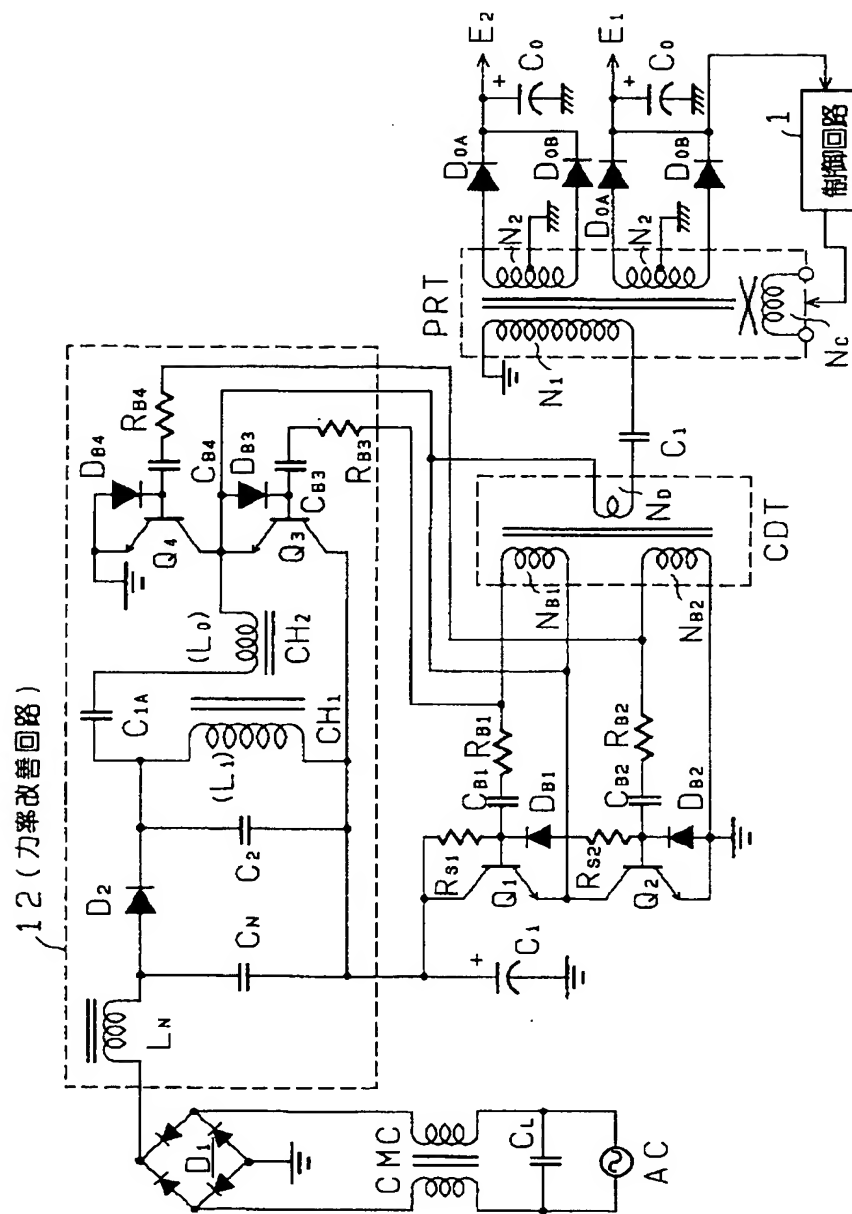 12(力率改善回路)
LN
D2
CN
C2
C1A
(L1)
CH1
(L0)
CH2
DB4
RB4
CB4
Q4
DB3
CB3
RB3
Q3
D1
CMC
CL
AC
C1
RS1
Q1
CB1
RB1
DB1
RS2
Q2
CB2
RB2
DB2
NB1
NB2
ND
CDT
C1
PRT
N1
N2
N2
NC
D0A
D0B
D0A
D0B
+
C0
E2
+
C0
E1
+
1
制御回路